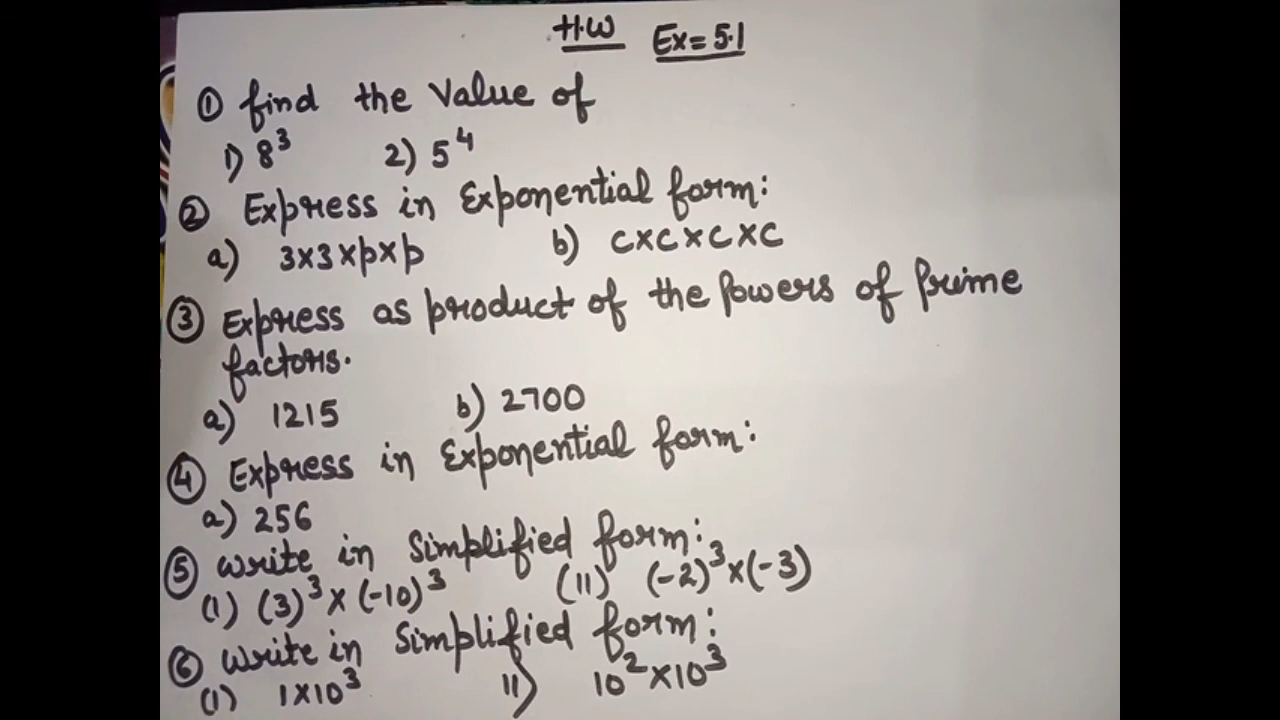 H.W Ex=5.1
① find the Value of
1) 8³ 2) 5⁴
② Express in Exponential form:
a) 3×3×p×p b) C×C×C×C
③ Express as product of the Powers of Prime
factors.
a) 1215 b) 2700
④ Express in Exponential form:
a) 256
⑤ Write in Simplified form:
(1) (3)³×(-10)³ (11) (-2)³×(-3)
⑥ Write in Simplified form:
(1) 1×10³ 11) 10²×10³